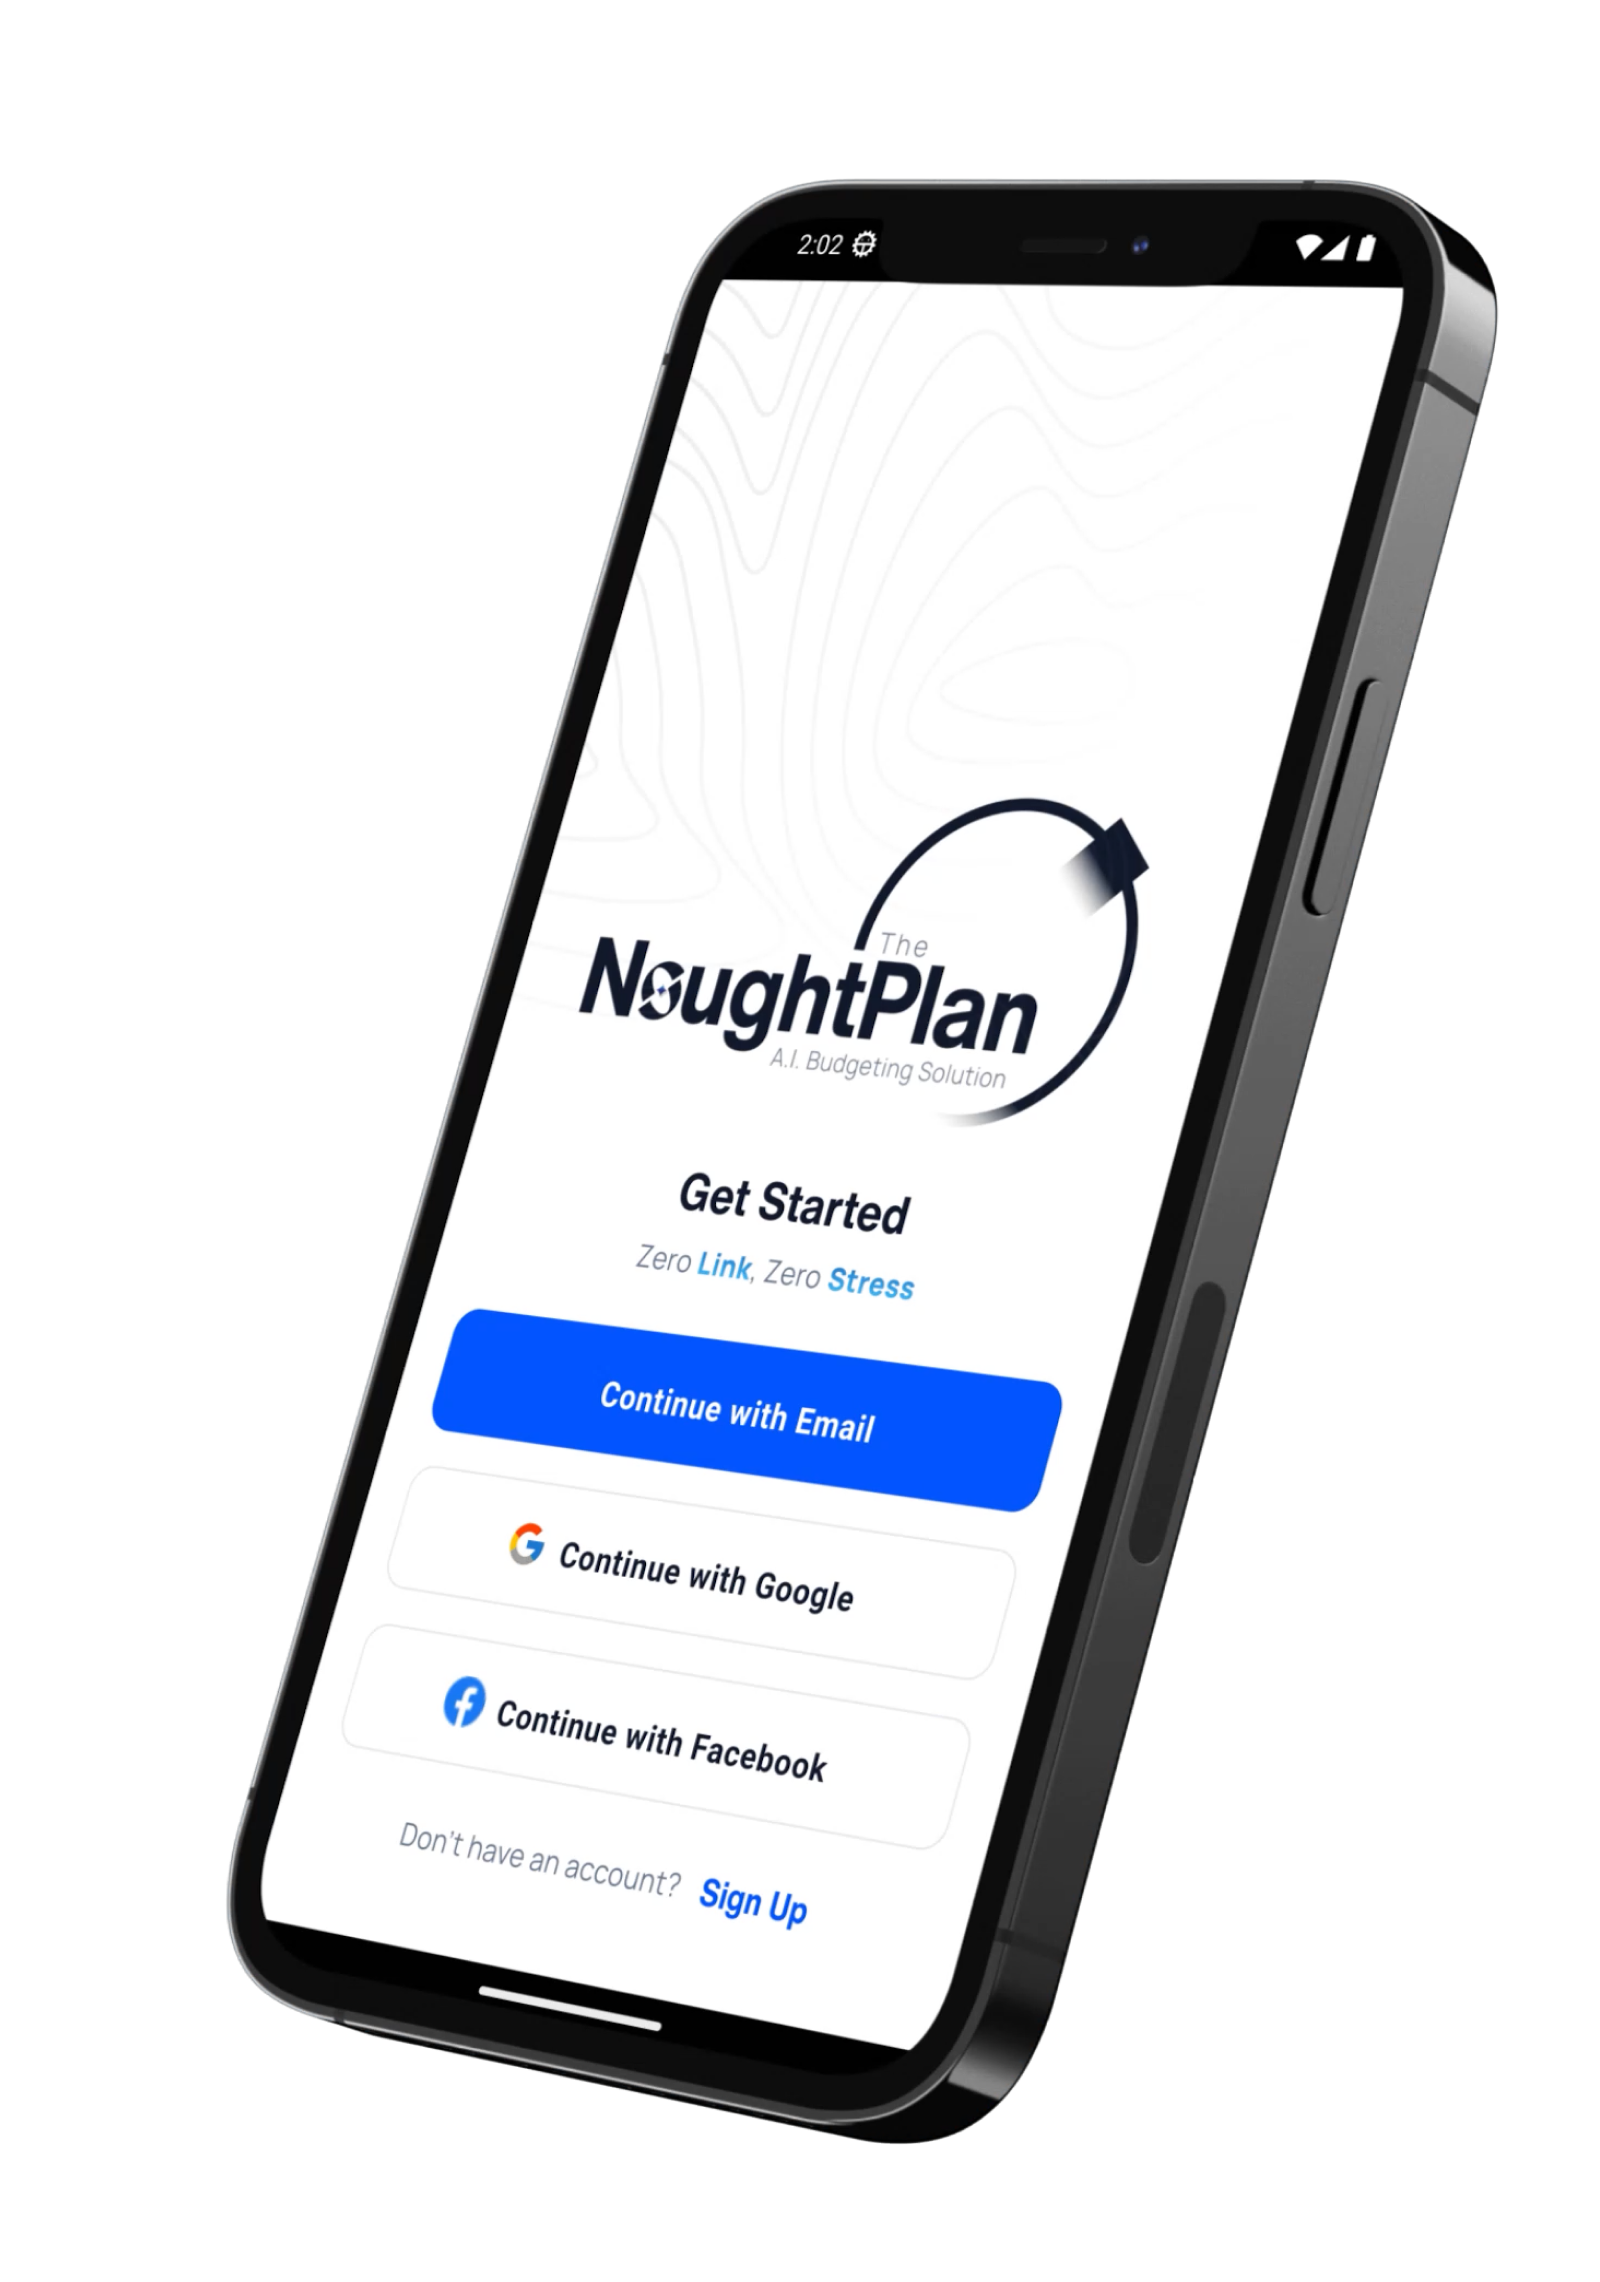 2:02
The
NoughtPlan
A.I. Budgeting Solution
Get Started
Zero Link, Zero Stress
Continue with Email
Continue with Google
Continue with Facebook
Don't have an account? Sign Up